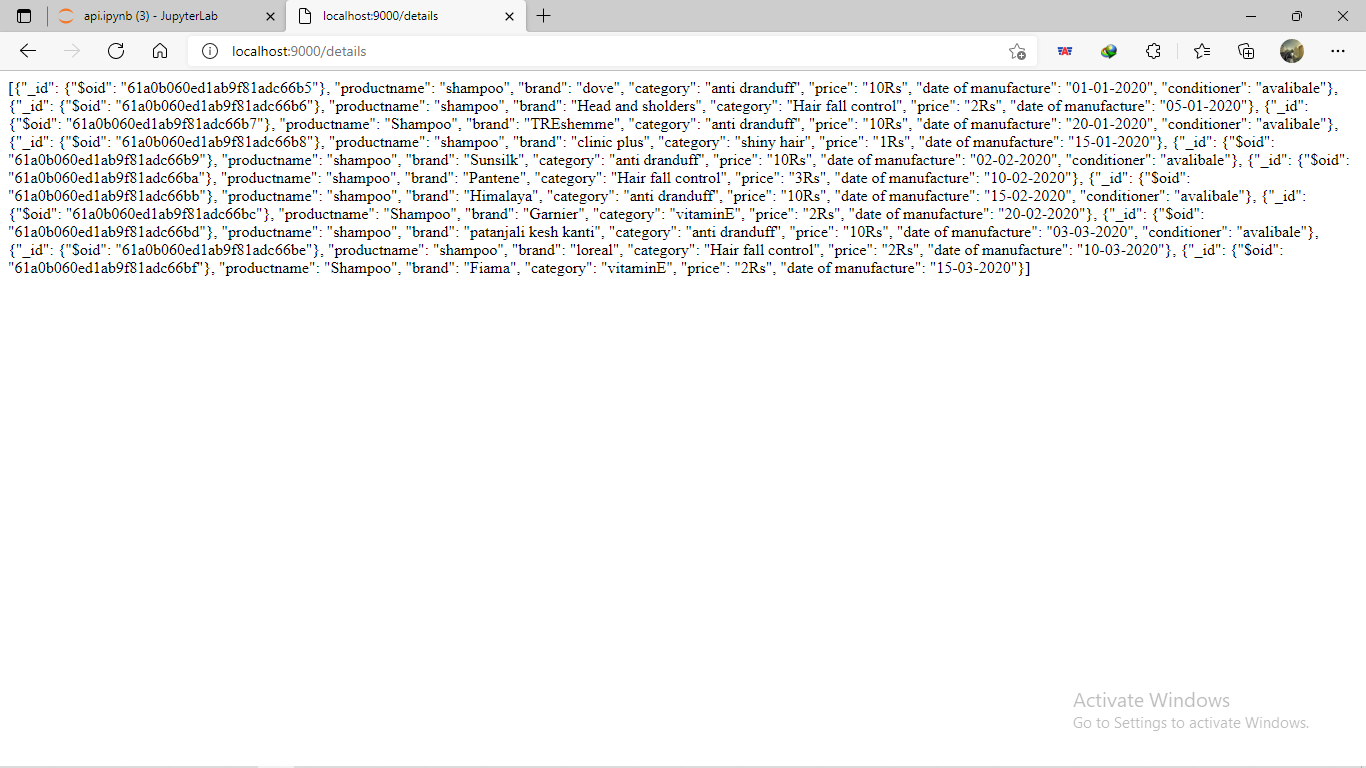 api.ipynb (3) - JupyterLab
localhost:9000/details
localhost:9000/details
[{"_id": {"$oid": "61a0b060ed1ab9f81adc66b5"}, "productname": "shampoo", "brand": "dove", "category": "anti dranduff", "price": "10Rs", "date of manufacture": "01-01-2020", "conditioner": "avalibale"},
{"_id": {"$oid": "61a0b060ed1ab9f81adc66b6"}, "productname": "shampoo", "brand": "Head and sholders", "category": "Hair fall control", "price": "2Rs", "date of manufacture": "05-01-2020"}, {"_id":
{"$oid": "61a0b060ed1ab9f81adc66b7"}, "productname": "Shampoo", "brand": "TREshemme", "category": "anti dranduff", "price": "10Rs", "date of manufacture": "20-01-2020", "conditioner": "avalibale"},
{"_id": {"$oid": "61a0b060ed1ab9f81adc66b8"}, "productname": "shampoo", "brand": "clinic plus", "category": "shiny hair", "price": "1Rs", "date of manufacture": "15-01-2020"}, {"_id": {"$oid":
"61a0b060ed1ab9f81adc66b9"}, "productname": "shampoo", "brand": "Sunsilk", "category": "anti dranduff", "price": "10Rs", "date of manufacture": "02-02-2020", "conditioner": "avalibale"}, {"_id": {"$oid":
"61a0b060ed1ab9f81adc66ba"}, "productname": "shampoo", "brand": "Pantene", "category": "Hair fall control", "price": "3Rs", "date of manufacture": "10-02-2020"}, {"_id": {"$oid":
"61a0b060ed1ab9f81adc66bb"}, "productname": "shampoo", "brand": "Himalaya", "category": "anti dranduff", "price": "10Rs", "date of manufacture": "15-02-2020", "conditioner": "avalibale"}, {"_id":
{"$oid": "61a0b060ed1ab9f81adc66bc"}, "productname": "Shampoo", "brand": "Garnier", "category": "vitaminE", "price": "2Rs", "date of manufacture": "20-02-2020"}, {"_id": {"$oid":
"61a0b060ed1ab9f81adc66bd"}, "productname": "shampoo", "brand": "patanjali kesh kanti", "category": "anti dranduff", "price": "10Rs", "date of manufacture": "03-03-2020", "conditioner": "avalibale"},
{"_id": {"$oid": "61a0b060ed1ab9f81adc66be"}, "productname": "shampoo", "brand": "loreal", "category": "Hair fall control", "price": "2Rs", "date of manufacture": "10-03-2020"}, {"_id": {"$oid":
"61a0b060ed1ab9f81adc66bf"}, "productname": "Shampoo", "brand": "Fiama", "category": "vitaminE", "price": "2Rs", "date of manufacture": "15-03-2020"}]
Activate Windows
Go to Settings to activate Windows.